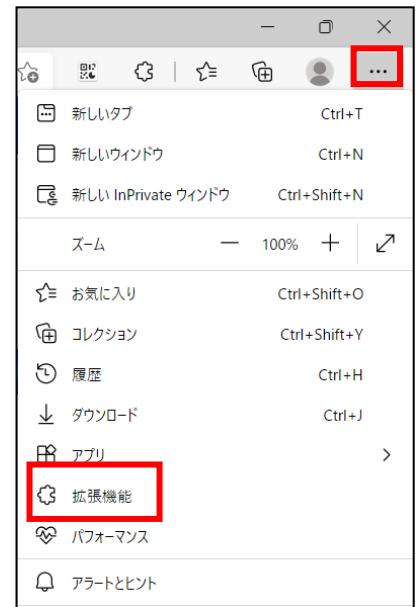 新しいタブ Ctrl+T
新しいウィンドウ Ctrl+N
新しい InPrivate ウィンドウ Ctrl+Shift+N
ズーム 100%
お気に入り Ctrl+Shift+O
コレクション Ctrl+Shift+Y
履歴 Ctrl+H
ダウンロード Ctrl+J
アプリ
拡張機能
パフォーマンス
アラートとヒント